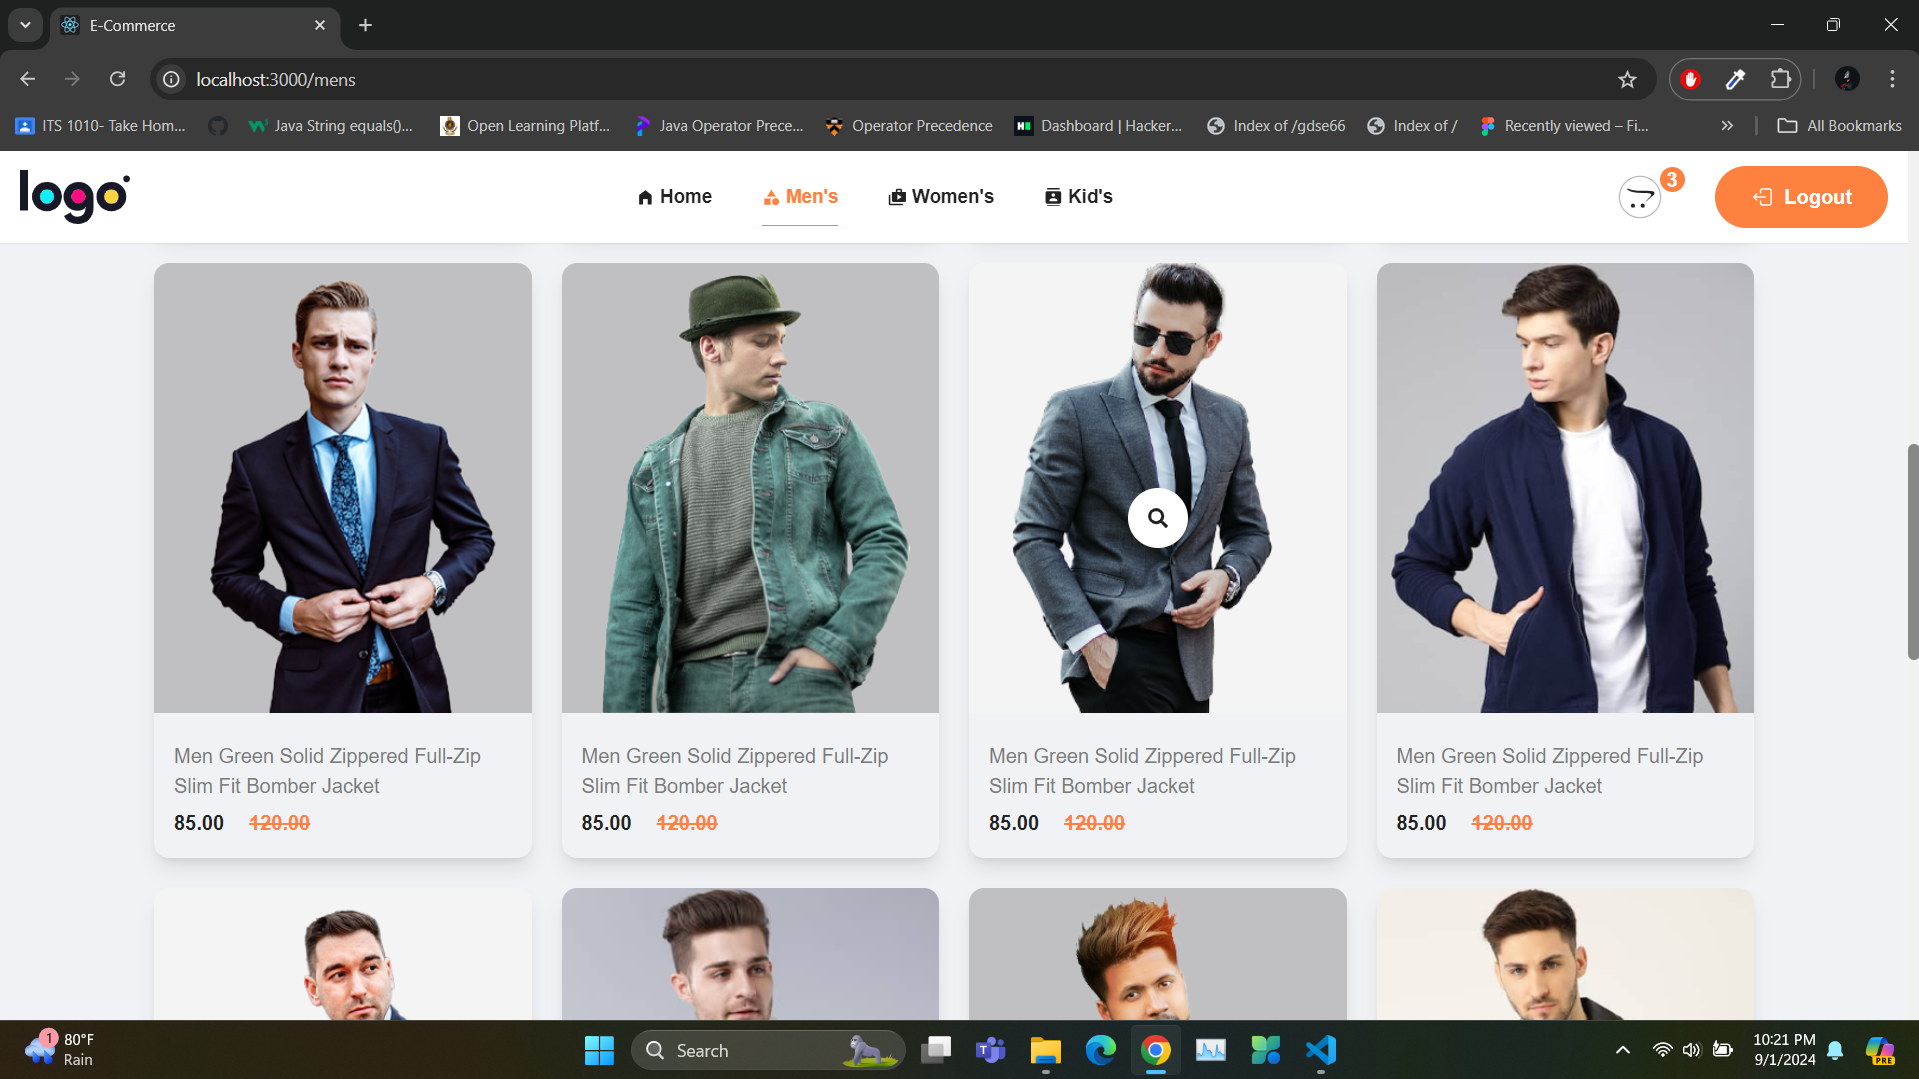 E-Commerce
localhost:3000/mens
ITS 1010- Take Hom...
Java String equals()...
Open Learning Platf...
Java Operator Prece...
Operator Precedence
Dashboard | Hacker...
Index of /gdse66
Index of /
Recently viewed – Fi...
All Bookmarks
logo
Home
Men's
Women's
Kid's
3
Logout
Men Green Solid Zippered Full-Zip
Slim Fit Bomber Jacket
85.00 120.00
Men Green Solid Zippered Full-Zip
Slim Fit Bomber Jacket
85.00 120.00
Men Green Solid Zippered Full-Zip
Slim Fit Bomber Jacket
85.00 120.00
Men Green Solid Zippered Full-Zip
Slim Fit Bomber Jacket
85.00 120.00
1
80°F
Rain
Search
10:21 PM
9/1/2024
PRE